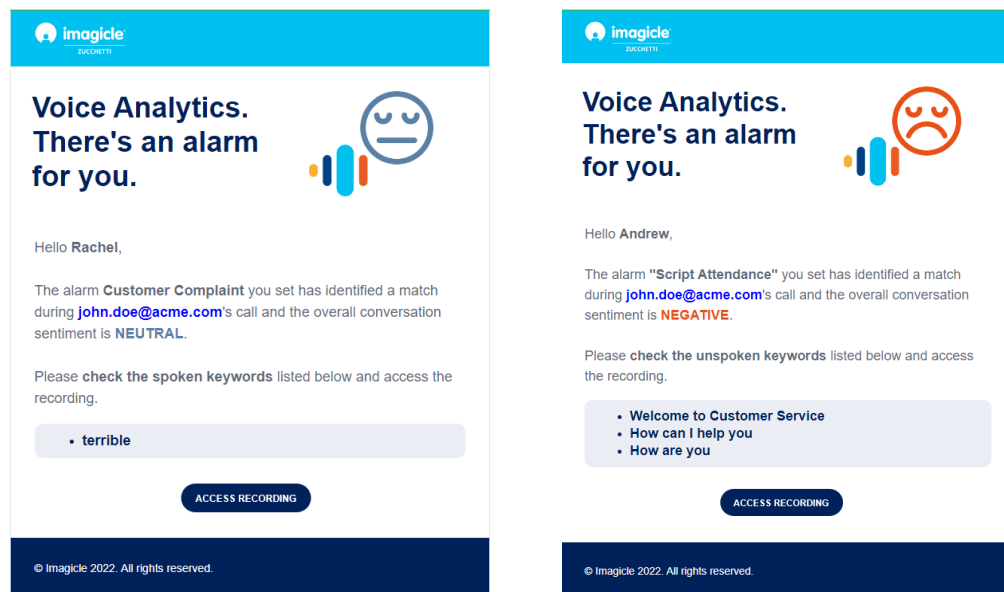 imagicle
ZUCCHETTI
Voice Analytics.
There's an alarm
for you.
Hello Rachel,
The alarm Customer Complaint you set has identified a match
during john.doe@acme.com's call and the overall conversation
sentiment is NEUTRAL.
Please check the spoken keywords listed below and access the
recording.
• terrible
ACCESS RECORDING
© Imagicle 2022. All rights reserved.
imagicle
ZUCCHETTI
Voice Analytics.
There's an alarm
for you.
Hello Andrew,
The alarm "Script Attendance" you set has identified a match
during john.doe@acme.com's call and the overall conversation
sentiment is NEGATIVE.
Please check the unspoken keywords listed below and access
the recording.
• Welcome to Customer Service
• How can I help you
• How are you
ACCESS RECORDING
© Imagicle 2022. All rights reserved.